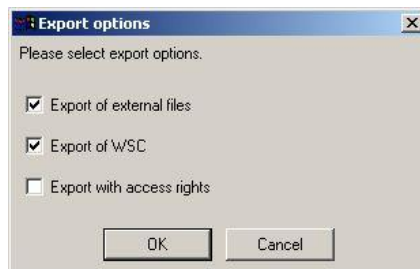 Export options
Please select export options.
Export of external files
Export of WSC
Export with access rights
OK
Cancel